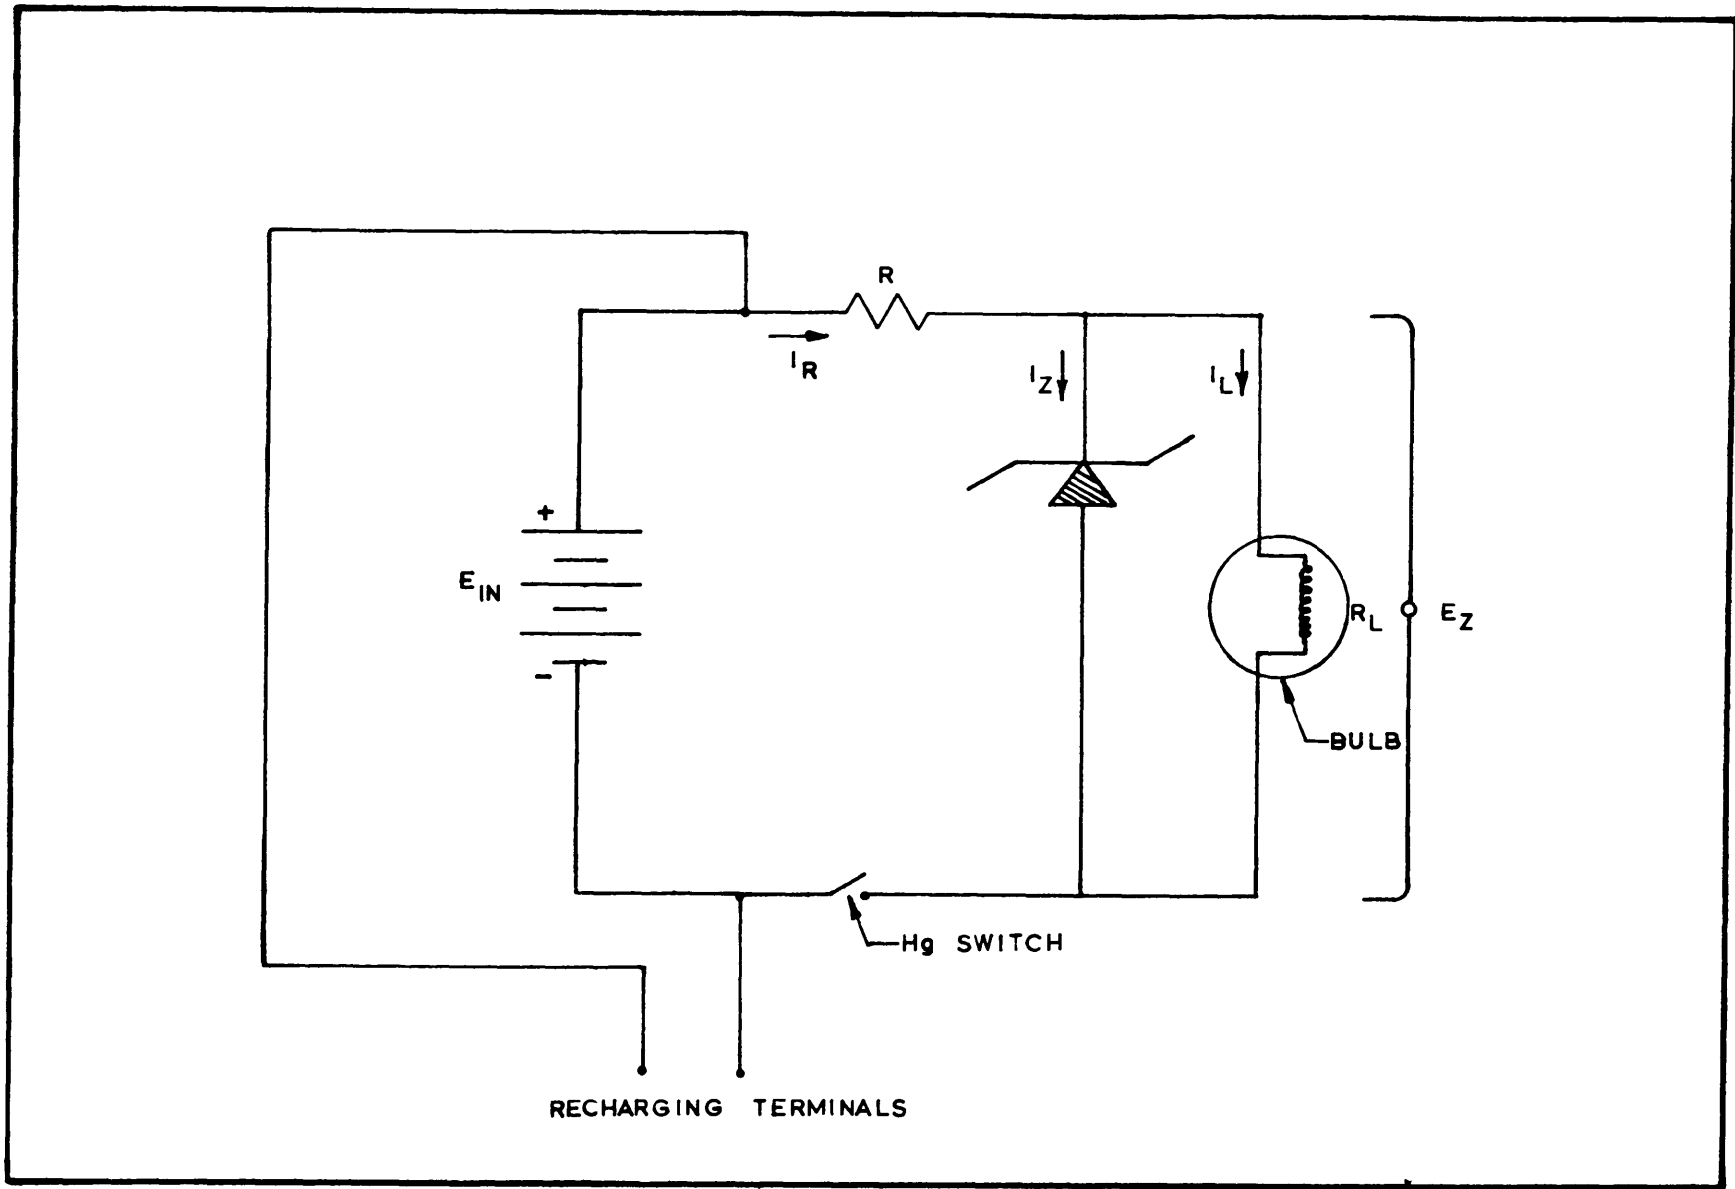 R
I_R
I_Z
I_L
+
E_IN
-
R_L
E_Z
BULB
Hg SWITCH
RECHARGING TERMINALS